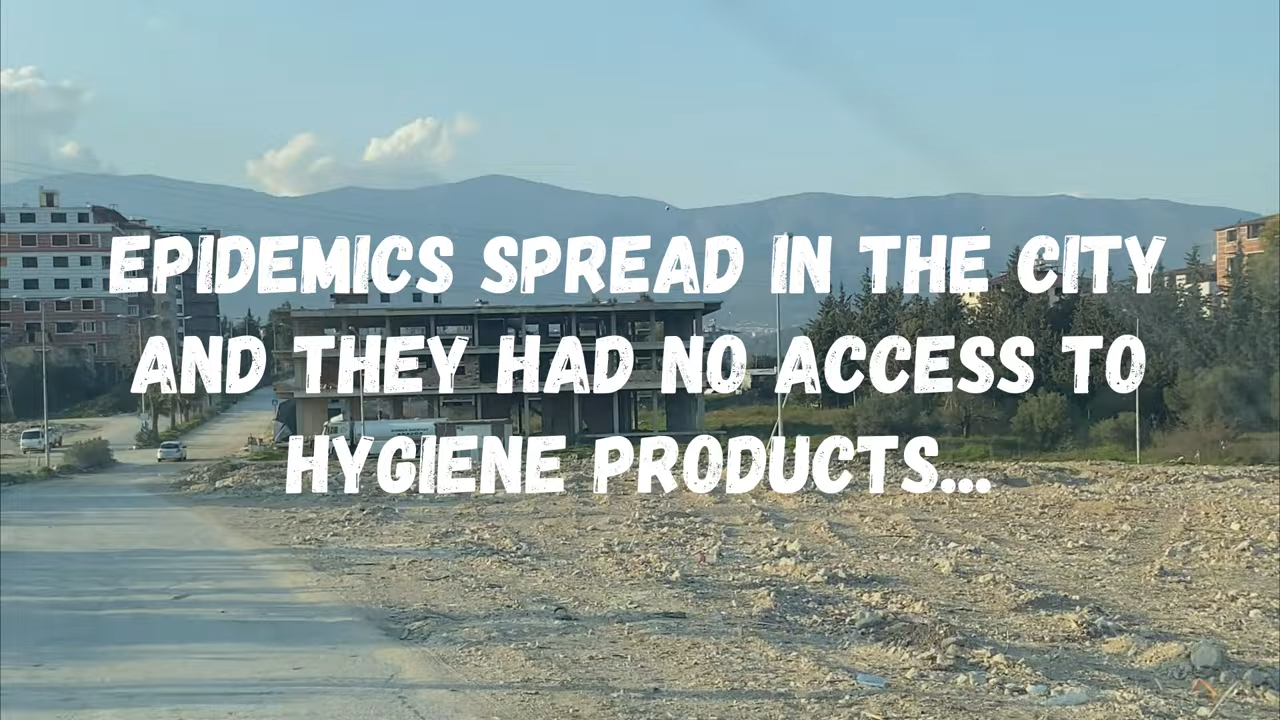 EPIDEMICS SPREAD IN THE CITY
AND THEY HAD NO ACCESS TO
HYGIENE PRODUCTS...